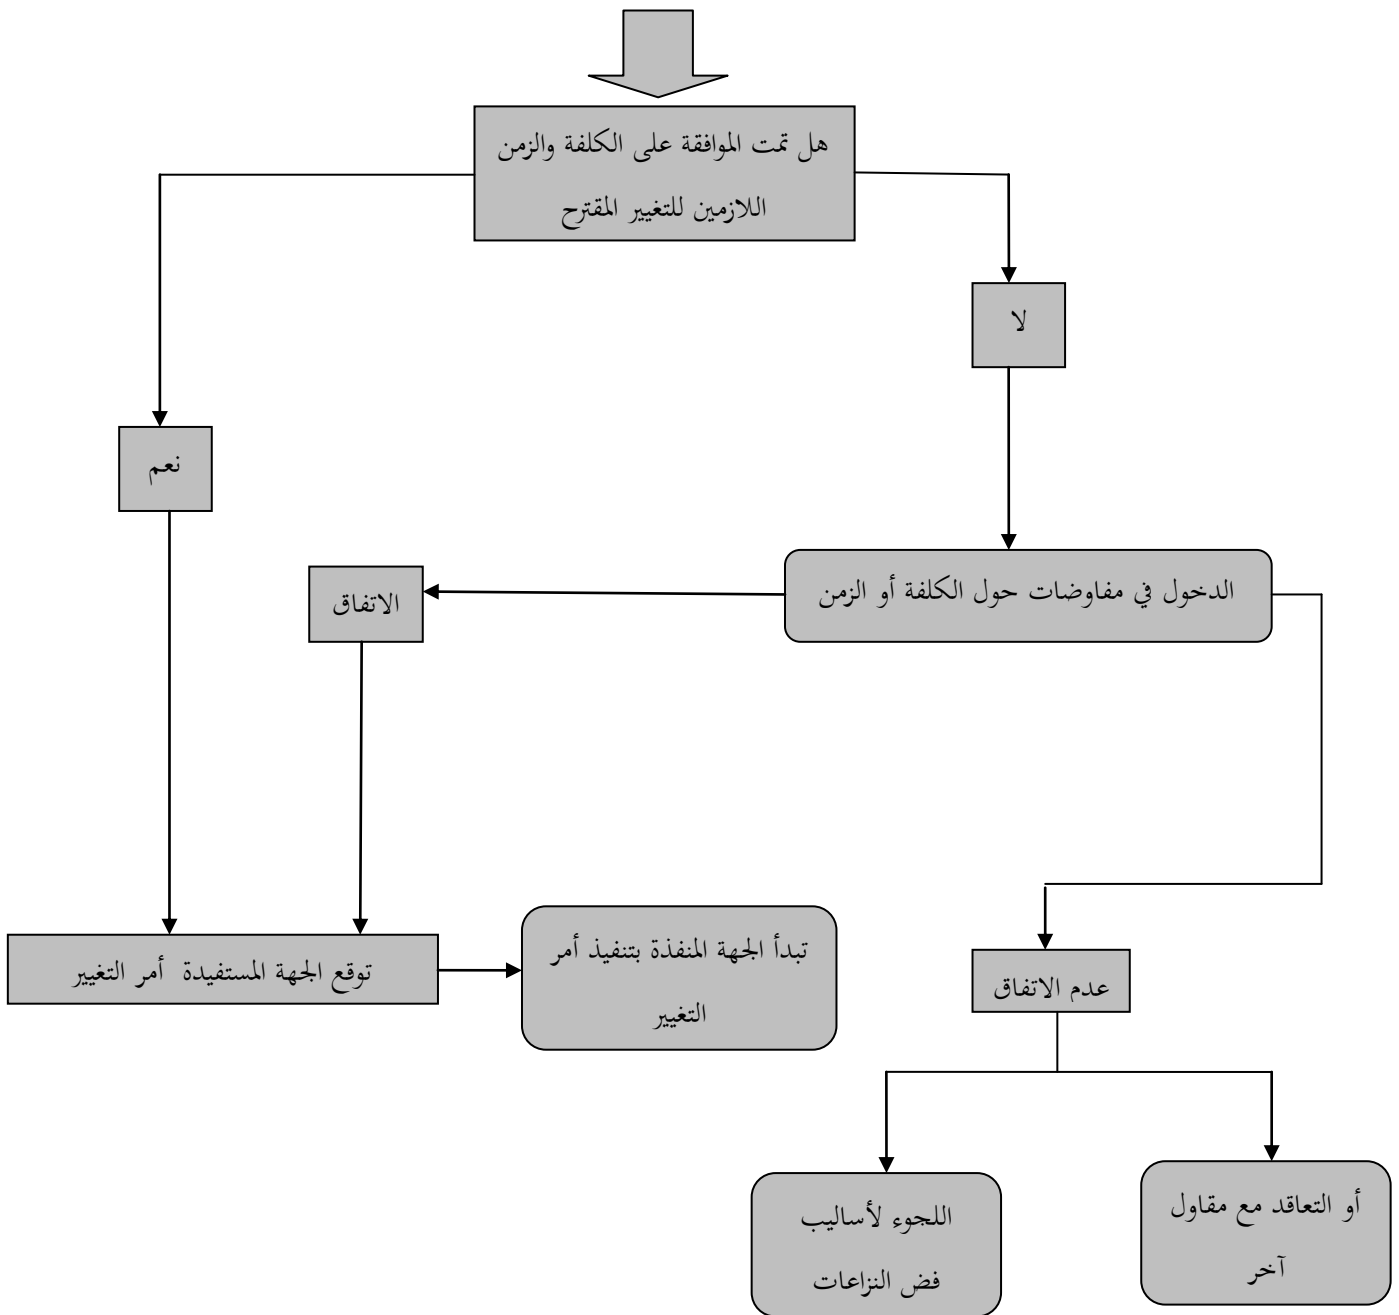 هل تمت الموافقة على الكلفة والزمن
اللازمين للتغيير المقترح
لا
نعم
الدخول في مفاوضات حول الكلفة أو الزمن
الاتفاق
توقع الجهة المستفيدة أمر التغيير
تبدأ الجهة المنفذة بتنفيذ أمر
التغيير
عدم الاتفاق
أو التعاقد مع مقاول
آخر
اللجوء لأساليب
فض النزاعات